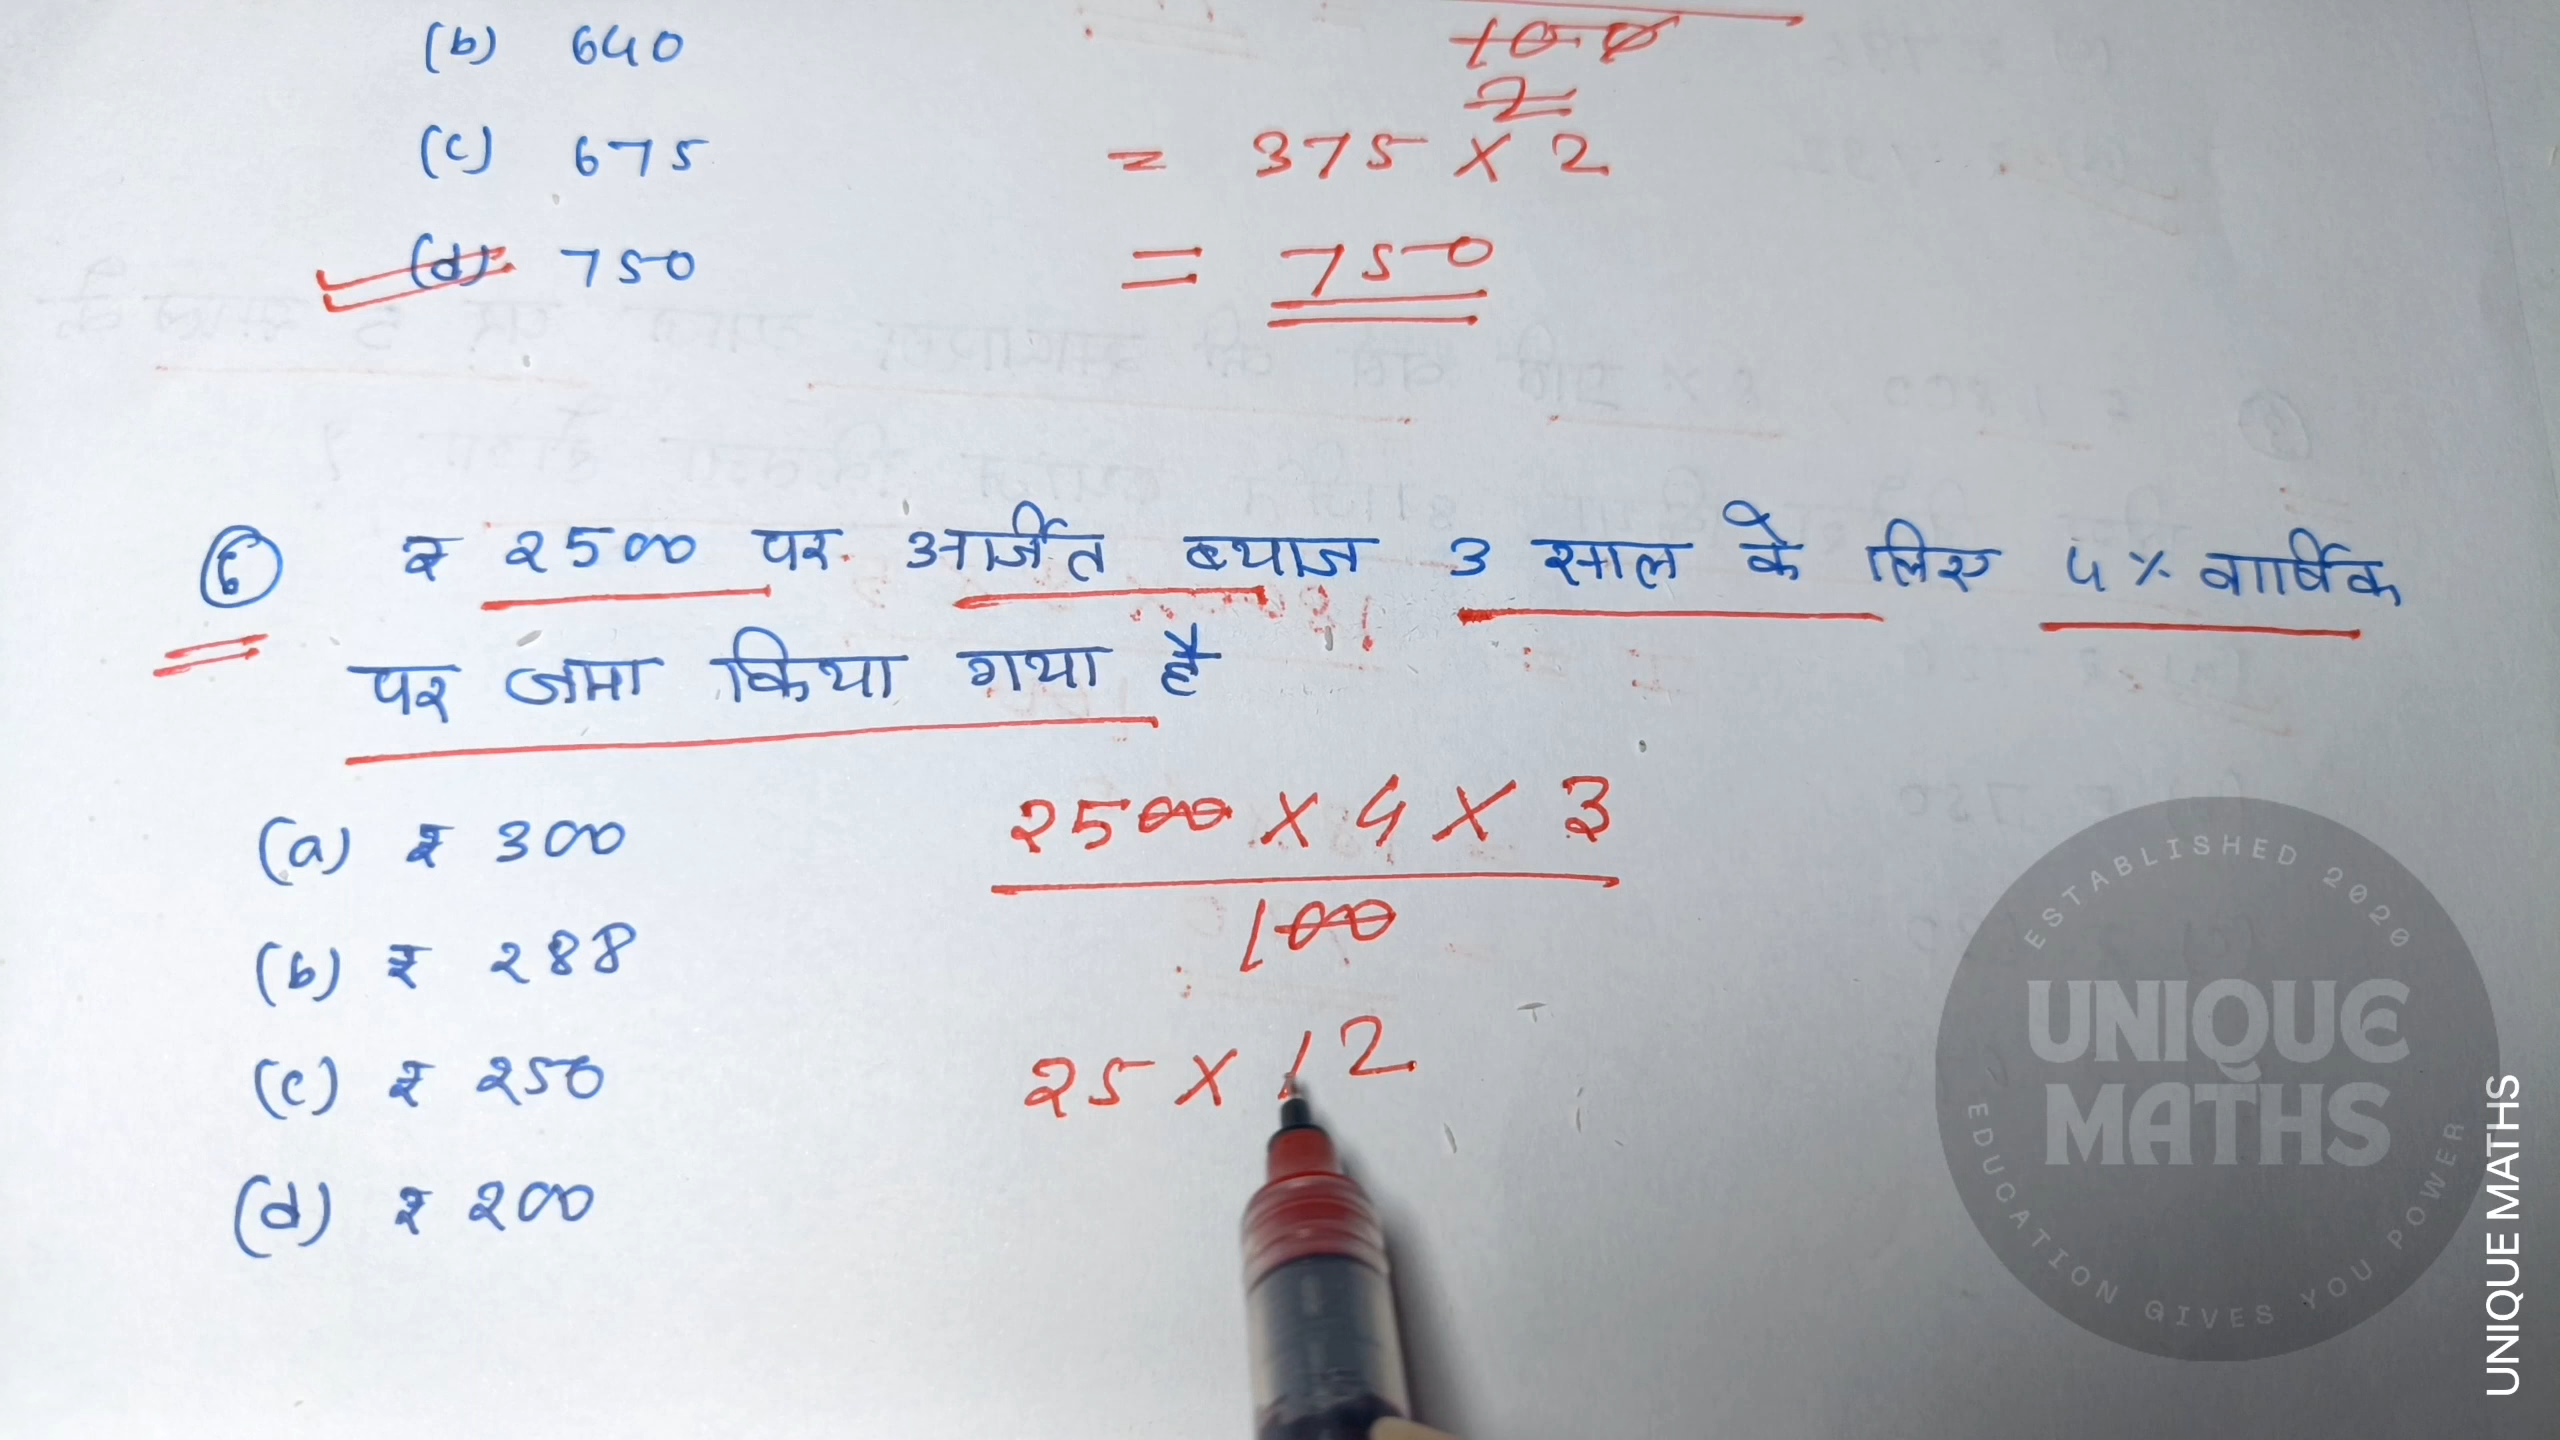 (b) 640
100
2
(c) 675
= 375 × 2
(d) 750
= 750
6 ₹ 2500 पर अर्जित ब्याज 3 साल के लिए 4% वार्षिक
पर जमा किया गया है
(a) ₹ 300
2500 × 4 × 3
100
(b) ₹ 288
(c) ₹ 250
25 × 12
(d) ₹ 200
ESTABLISHED 2020
UNIQUE
MATHS
EDUCATION GIVES YOU POWER
UNIQUE MATHS